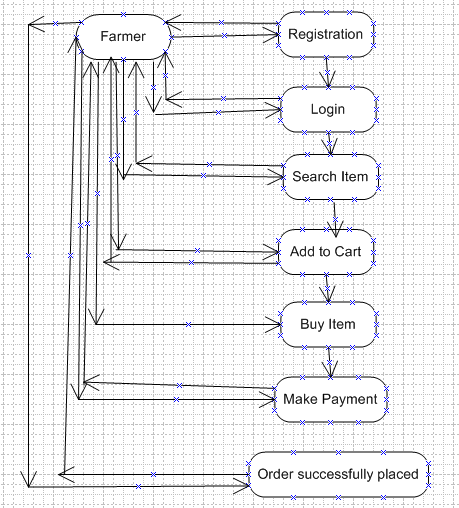 Farmer
Registration
Login
Search Item
Add to Cart
Buy Item
Make Payment
Order successfully placed